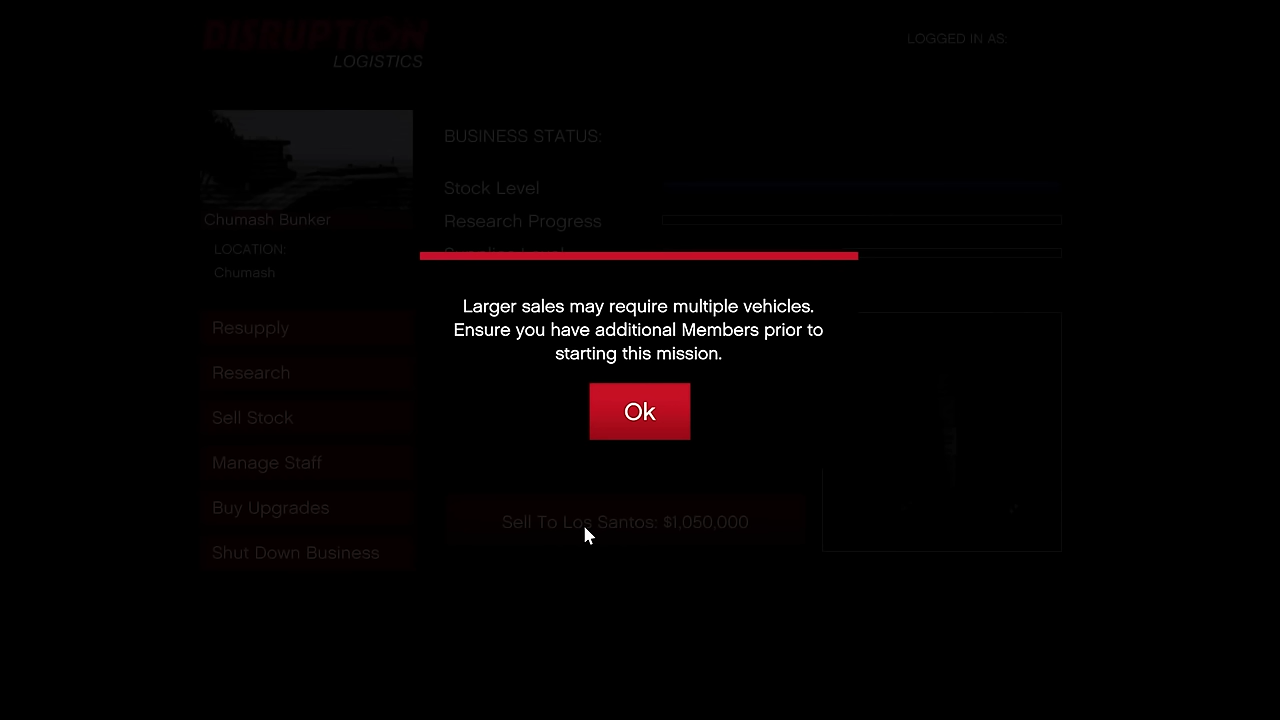 DISRUPTION
LOGISTICS
LOGGED IN AS
Chumash Bunker
LOCATION:
Chumash
Resupply
Research
Sell Stock
Manage Staff
Buy Upgrades
Shut Down Business
BUSINESS STATUS:
Stock Level
Research Progress
Larger sales may require multiple vehicles.
Ensure you have additional Members prior to
starting this mission.
Ok
Sell To Los Santos: $1,050,000